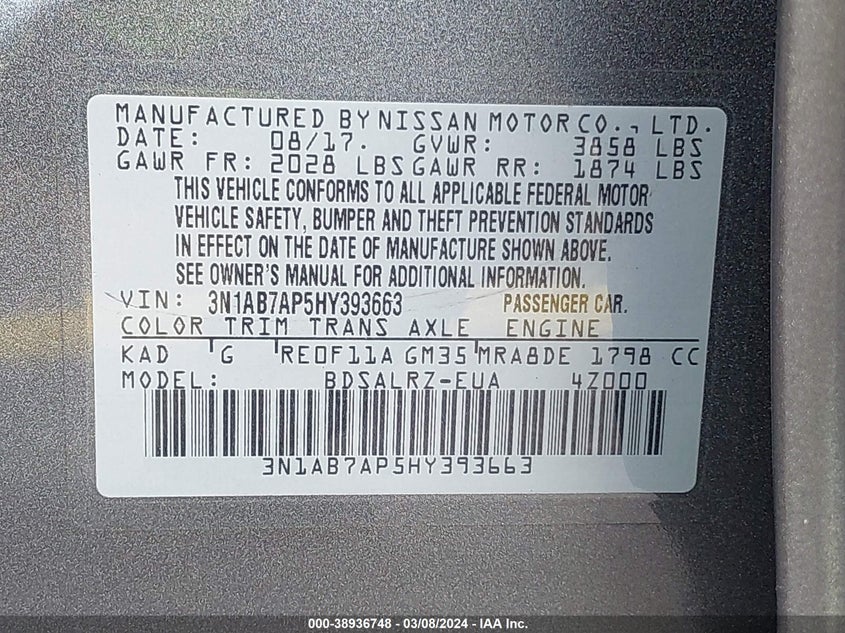 MANUFACTURED BY NISSAN MOTOR CO., LTD.
DATE: 08/17. GVWR: 3858 LBS
GAWR FR: 2028 LBS GAWR RR: 1874 LBS
THIS VEHICLE CONFORMS TO ALL APPLICABLE FEDERAL MOTOR
VEHICLE SAFETY, BUMPER AND THEFT PREVENTION STANDARDS
IN EFFECT ON THE DATE OF MANUFACTURE SHOWN ABOVE.
SEE OWNER'S MANUAL FOR ADDITIONAL INFORMATION.
VIN: 3N1AB7AP5HY393663 PASSENGER CAR.
COLOR TRIM TRANS AXLE ENGINE
KAD G RE0F11A GM35 MRA8DE 1798 CC
MODEL: BDSALRZ-EUA 4Z000
3N1AB7AP5HY393663
000-38936748 - 03/08/2024 - IAA Inc.